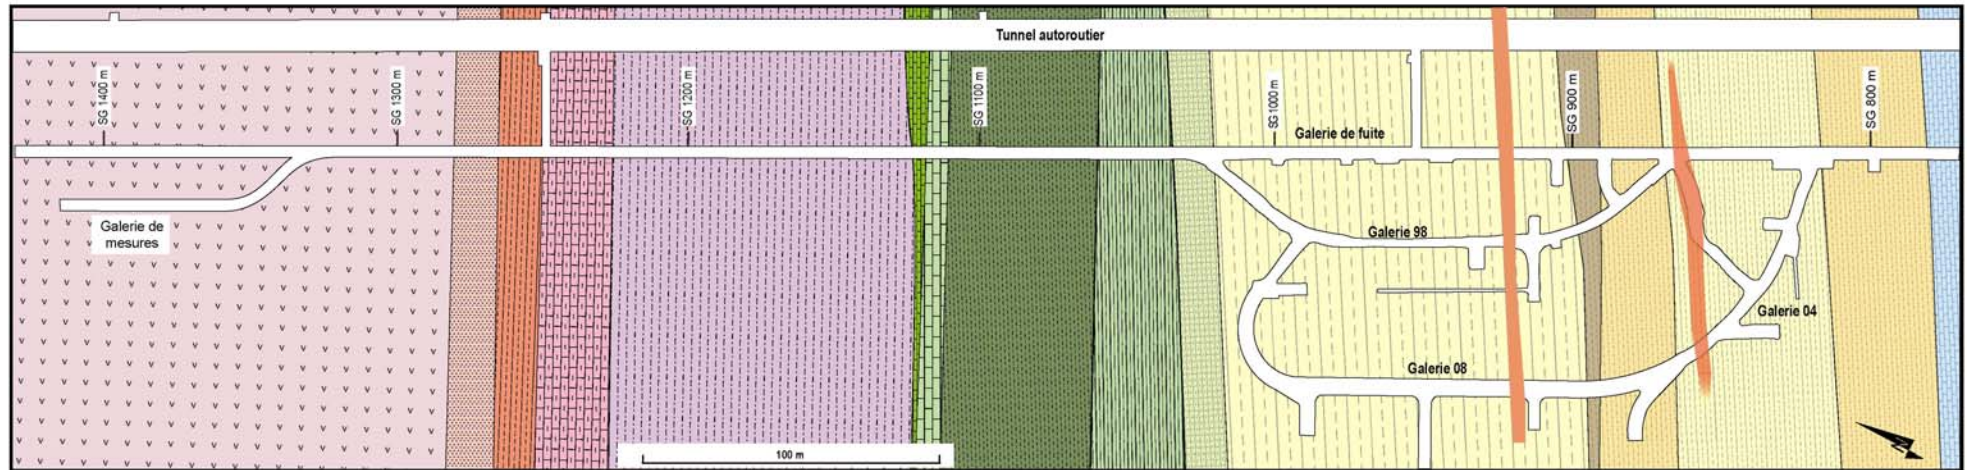 Tunnel autoroutier
SG 1400 m
SG 1300 m
SG 1200 m
SG 1100 m
SG 1000 m
SG 900 m
SG 800 m
Galerie de fuite
Galerie de
mesures
Galerie 98
Galerie 04
Galerie 08
100 m